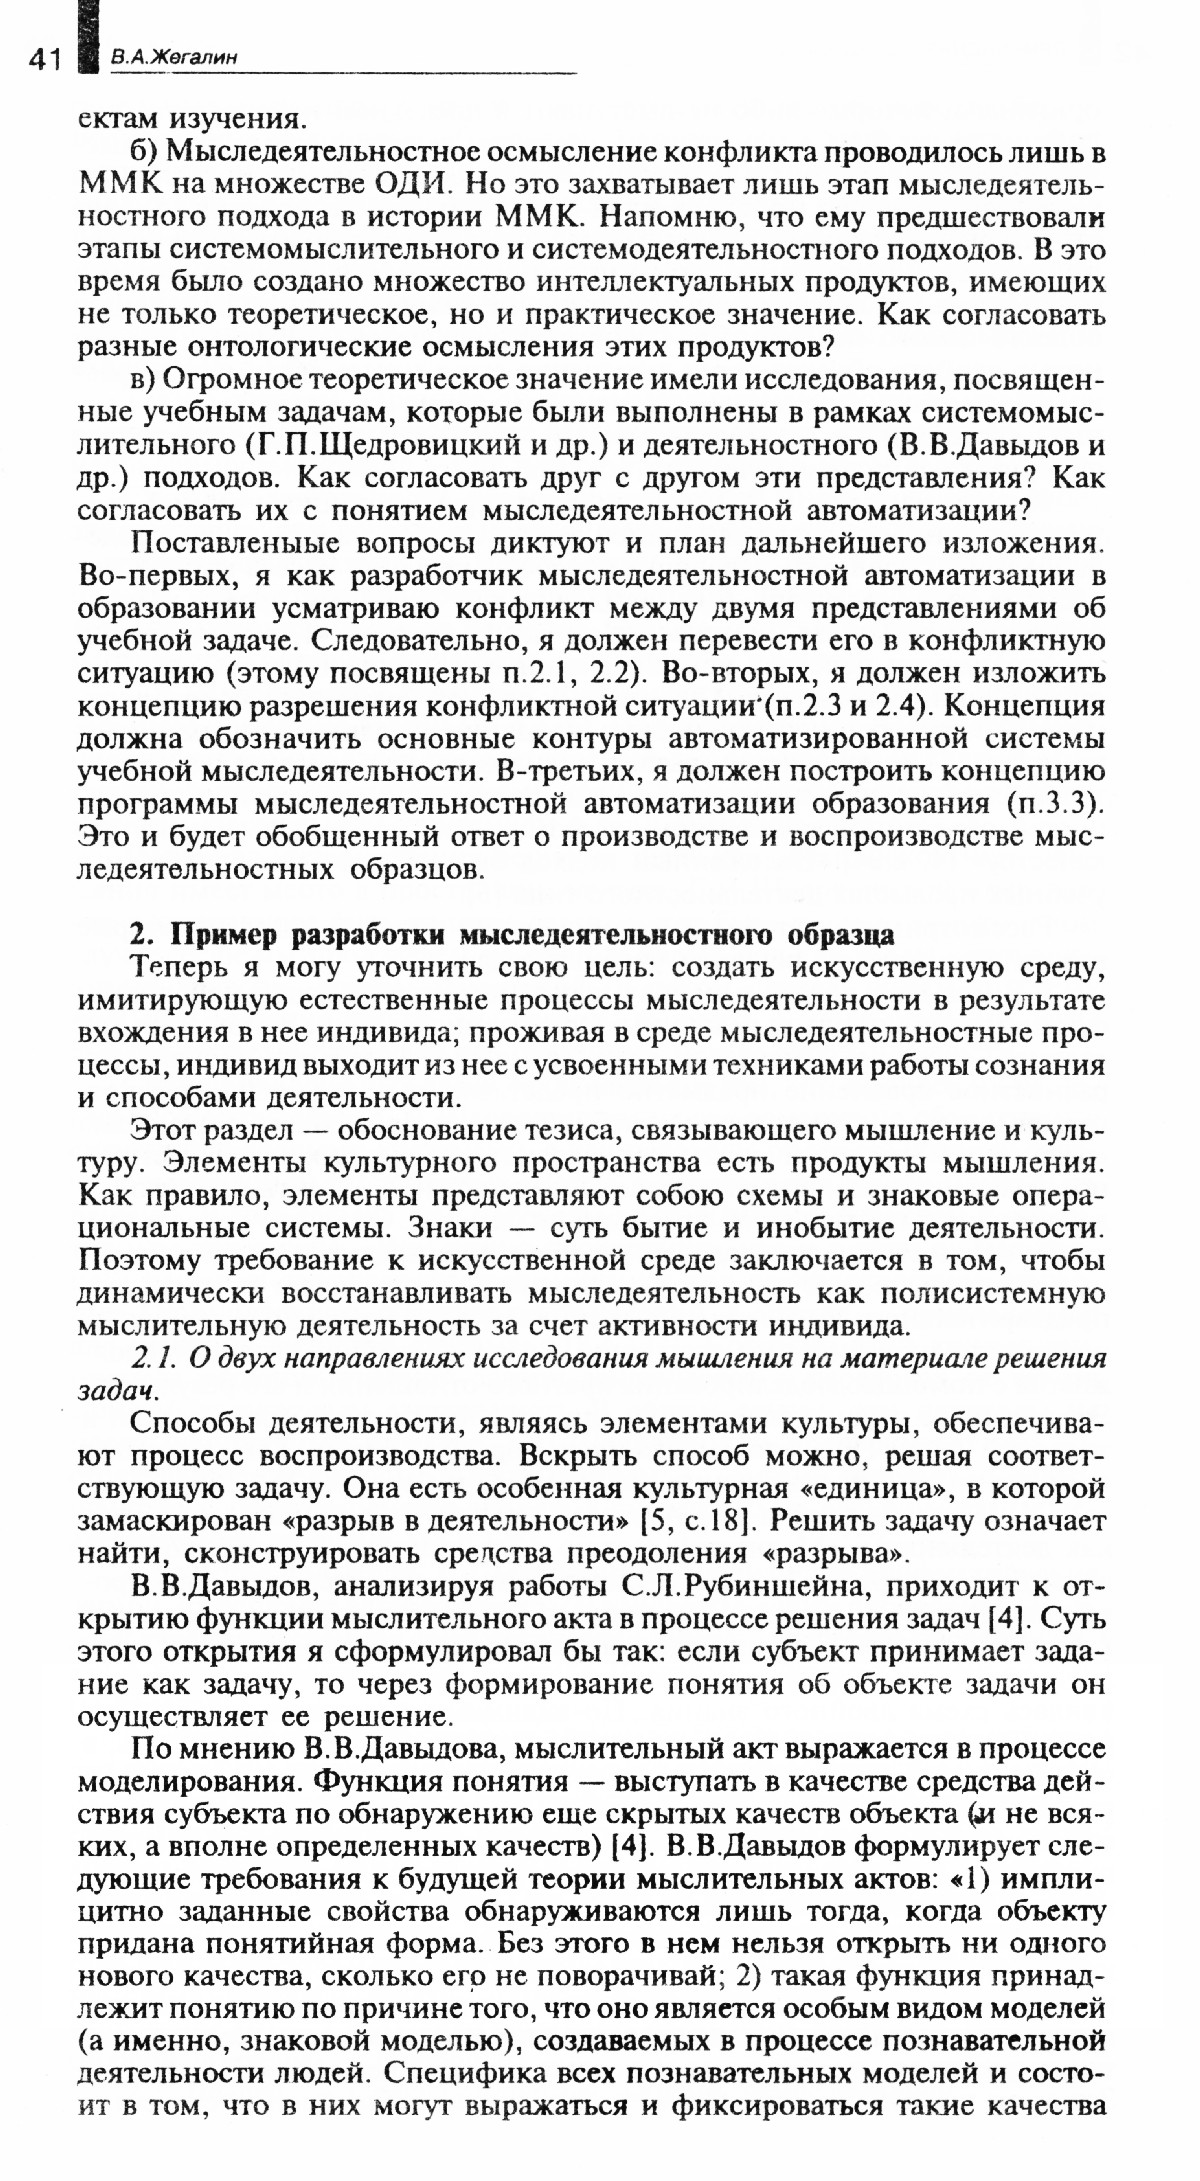 41
В.А.Жегалин
ектам изучения.
б) Мыследеятельностное осмысление конфликта проводилось лишь в
ММК на множестве ОДИ. Но это захватывает лишь этап мыследеятель-
ностного подхода в истории ММК. Напомню, что ему предшествовали
этапы системомыслительного и системодеятельностного подходов. В это
время было создано множество интеллектуальных продуктов, имеющих
не только теоретическое, но и практическое значение. Как согласовать
разные онтологические осмысления этих продуктов?
в) Огромное теоретическое значение имели исследования, посвящен-
ные учебным задачам, которые были выполнены в рамках системомыс-
лительного (Г.П.Щедровицкий и др.) и деятельностного (В.В.Давыдов и
др.) подходов. Как согласовать друг с другом эти представления? Как
согласовать их с понятием мыследеятельностной автоматизации?
Поставленыые вопросы диктуют и план дальнейшего изложения.
Во-первых, я как разработчик мыследеятельностной автоматизации в
образовании усматриваю конфликт между двумя представлениями об
учебной задаче. Следовательно, я должен перевести его в конфликтную
ситуацию (этому посвящены п.2.1, 2.2). Во-вторых, я должен изложить
концепцию разрешения конфликтной ситуации (п.2.3 и 2.4). Концепция
должна обозначить основные контуры автоматизированной системы
учебной мыследеятельности. В-третьих, я должен построить концепцию
программы мыследеятельностной автоматизации образования (п.3.3).
Это и будет обобщенный ответ о производстве и воспроизводстве мыс-
ледеятельностных образцов.
2. Пример разработки мыследеятельностного образца
Теперь я могу уточнить свою цель: создать искусственную среду,
имитирующую естественные процессы мыследеятельности в результате
вхождения в нее индивида; проживая в среде мыследеятельностные про-
цессы, индивид выходит из нее с усвоенными техниками работы сознания
и способами деятельности.
Этот раздел — обоснование тезиса, связывающего мышление и куль-
туру. Элементы культурного пространства есть продукты мышления.
Как правило, элементы представляют собою схемы и знаковые опера-
циональные системы. Знаки — суть бытие и инобытие деятельности.
Поэтому требование к искусственной среде заключается в том, чтобы
динамически восстанавливать мыследеятельность как полисистемную
мыслительную деятельность за счет активности индивида.
2.1. О двух направлениях исследования мышления на материале решения
задач.
Способы деятельности, являясь элементами культуры, обеспечива-
ют процесс воспроизводства. Вскрыть способ можно, решая соответ-
ствующую задачу. Она есть особенная культурная «единица», в которой
замаскирован «разрыв в деятельности» [5, с.18]. Решить задачу означает
найти, сконструировать средства преодоления «разрыва».
В.В.Давыдов, анализируя работы С.Л.Рубиншейна, приходит к от-
крытию функции мыслительного акта в процессе решения задач [4]. Суть
этого открытия я сформулировал бы так: если субъект принимает зада-
ние как задачу, то через формирование понятия об объекте задачи он
осуществляет ее решение.
По мнению В.В.Давыдова, мыслительный акт выражается в процессе
моделирования. Функция понятия — выступать в качестве средства дей-
ствия субъекта по обнаружению еще скрытых качеств объекта (и не вся-
ких, а вполне определенных качеств) [4]. В.В.Давыдов формулирует сле-
дующие требования к будущей теории мыслительных актов: «1) импли-
цитно заданные свойства обнаруживаются лишь тогда, когда объекту
придана понятийная форма. Без этого в нем нельзя открыть ни одного
нового качества, сколько его не поворачивай; 2) такая функция принад-
лежит понятию по причине того, что оно является особым видом моделей
(а именно, знаковой моделью), создаваемых в процессе познавательной
деятельности людей. Специфика всех познавательных моделей и состо-
ит в том, что в них могут выражаться и фиксироваться такие качества